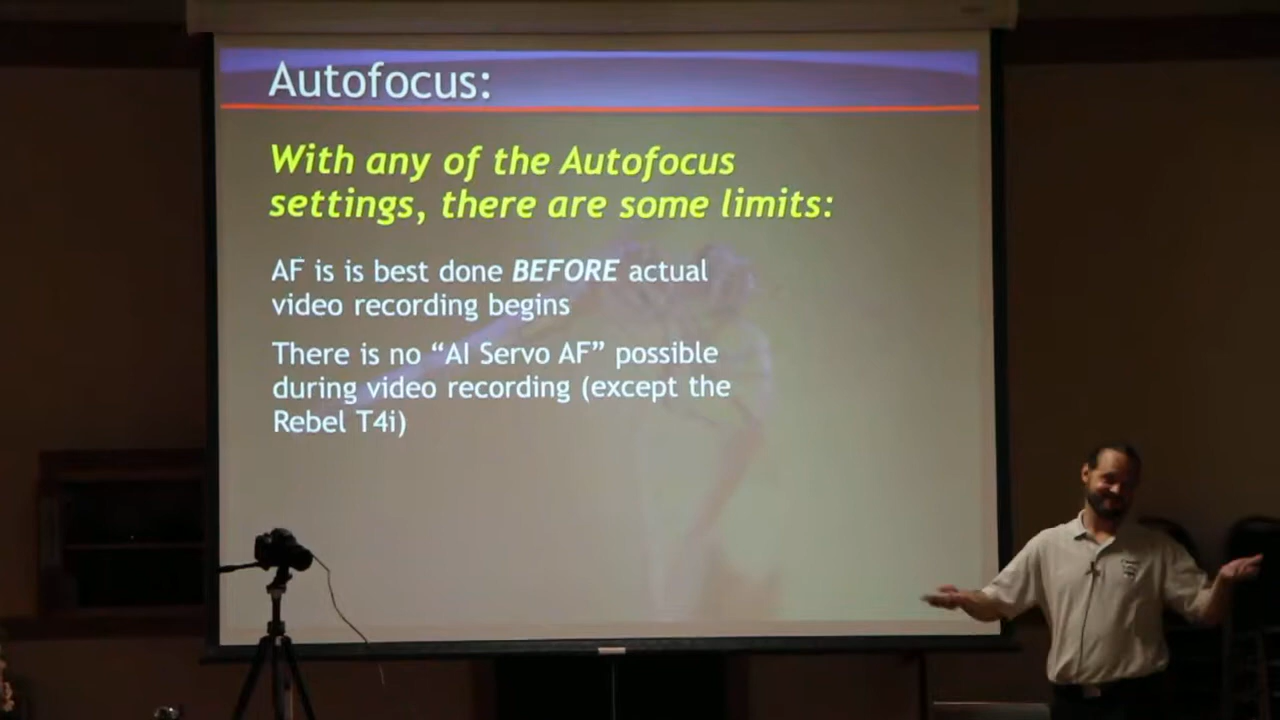 Autofocus:
With any of the Autofocus
settings, there are some limits:
AF is is best done BEFORE actual
video recording begins
There is no “AI Servo AF” possible
during video recording (except the
Rebel T4i)